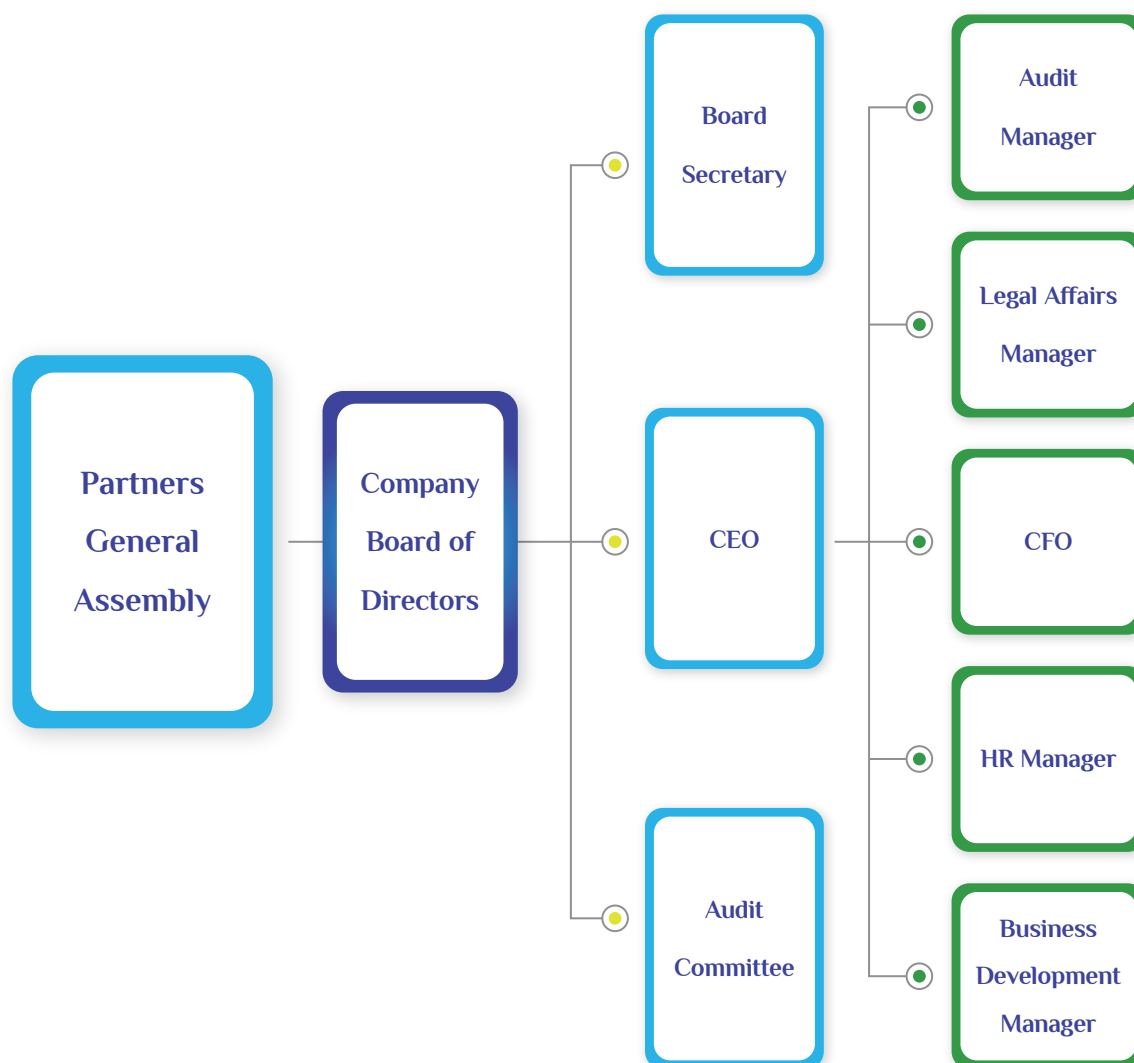 Partners
General
Assembly
Company
Board of
Directors
Board
Secretary
CEO
Audit
Committee
Audit
Manager
Legal Affairs
Manager
CFO
HR Manager
Business
Development
Manager